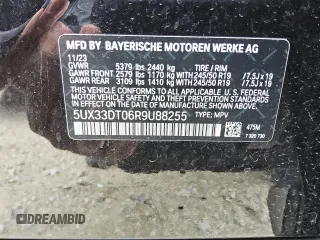 MFD BY BAYERISCHE MOTOREN WERKE AG
11/23
GVWR 5379 lbs 2440 kg TIRE / RIM
GAWR FRONT 2579 lbs 1170 kg 245/50 R19 /7.5J x 19
GAWR REAR 3109 lbs 1410 kg 245/50 R19 /7.5J x 19
THIS VEHICLE CONFORMS TO ALL APPLICABLE FEDERAL
MOTOR VEHICLE SAFETY AND THEFT PREVENTION STANDARDS
IN EFFECT ON THE DATE OF MANUFACTURE SHOWN ABOVE
5UX33DT06R9U88255 TYPE: MPV
475M
7 320 730
© DREAMBID